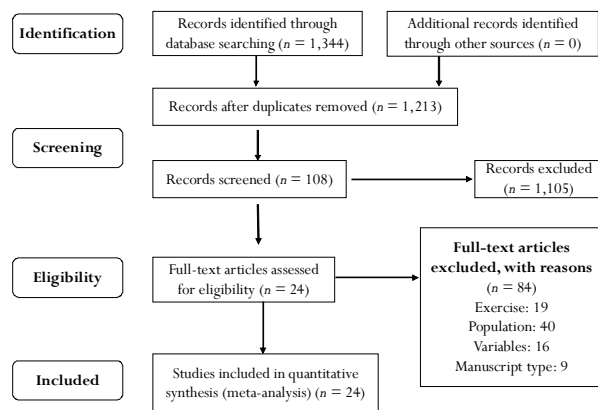 Identification
Records identified through
database searching (n = 1,344)
Additional records identified
through other sources (n = 0)
Records after duplicates removed (n = 1,213)
Screening
Records screened (n = 108)
Records excluded
(n = 1,105)
Eligibility
Full-text articles assessed
for eligibility (n = 24)
Full-text articles
excluded, with reasons
(n = 84)
Exercise: 19
Population: 40
Variables: 16
Manuscript type: 9
Included
Studies included in quantitative
synthesis (meta-analysis) (n = 24)